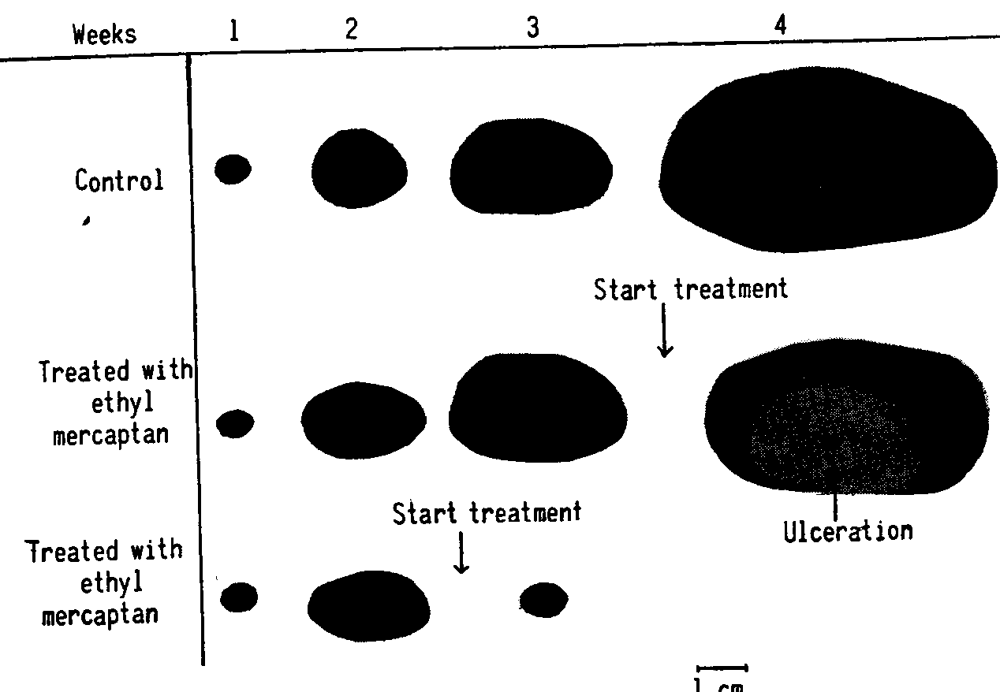 Weeks 1 2 3 4
Control
Start treatment
Treated with
ethyl
mercaptan
Ulceration
Start treatment
Treated with
ethyl
mercaptan
1 cm